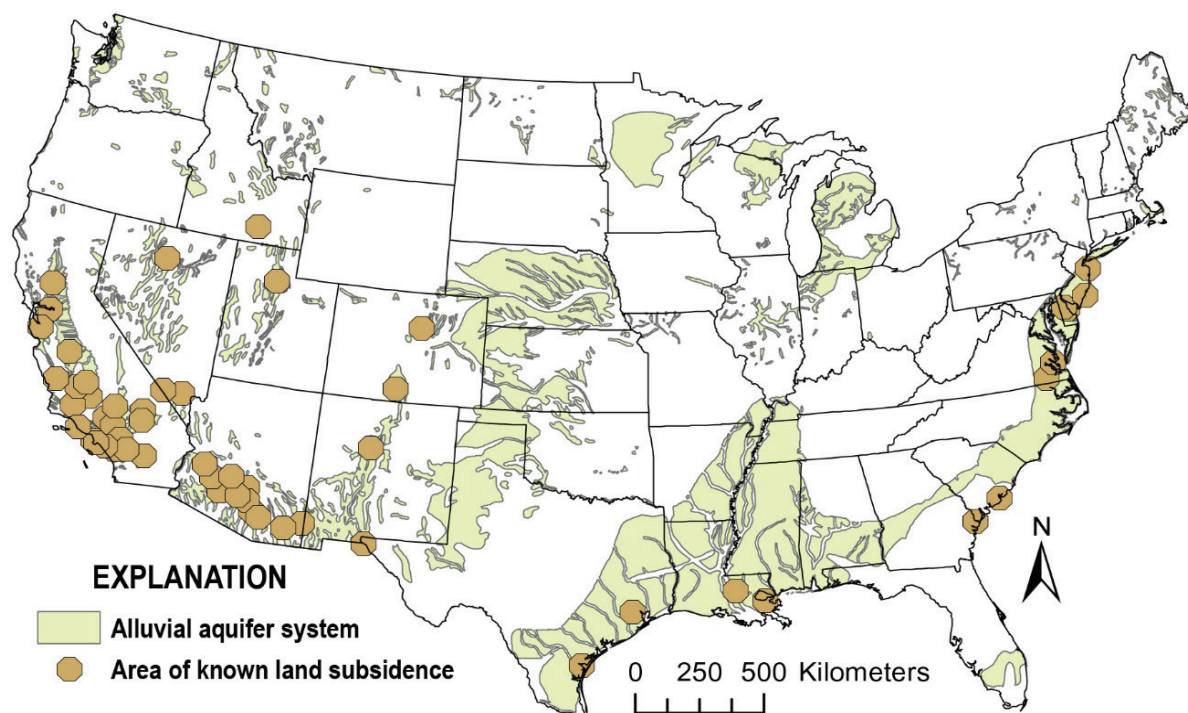 N
EXPLANATION
Alluvial aquifer system
Area of known land subsidence
0 250 500 Kilometers